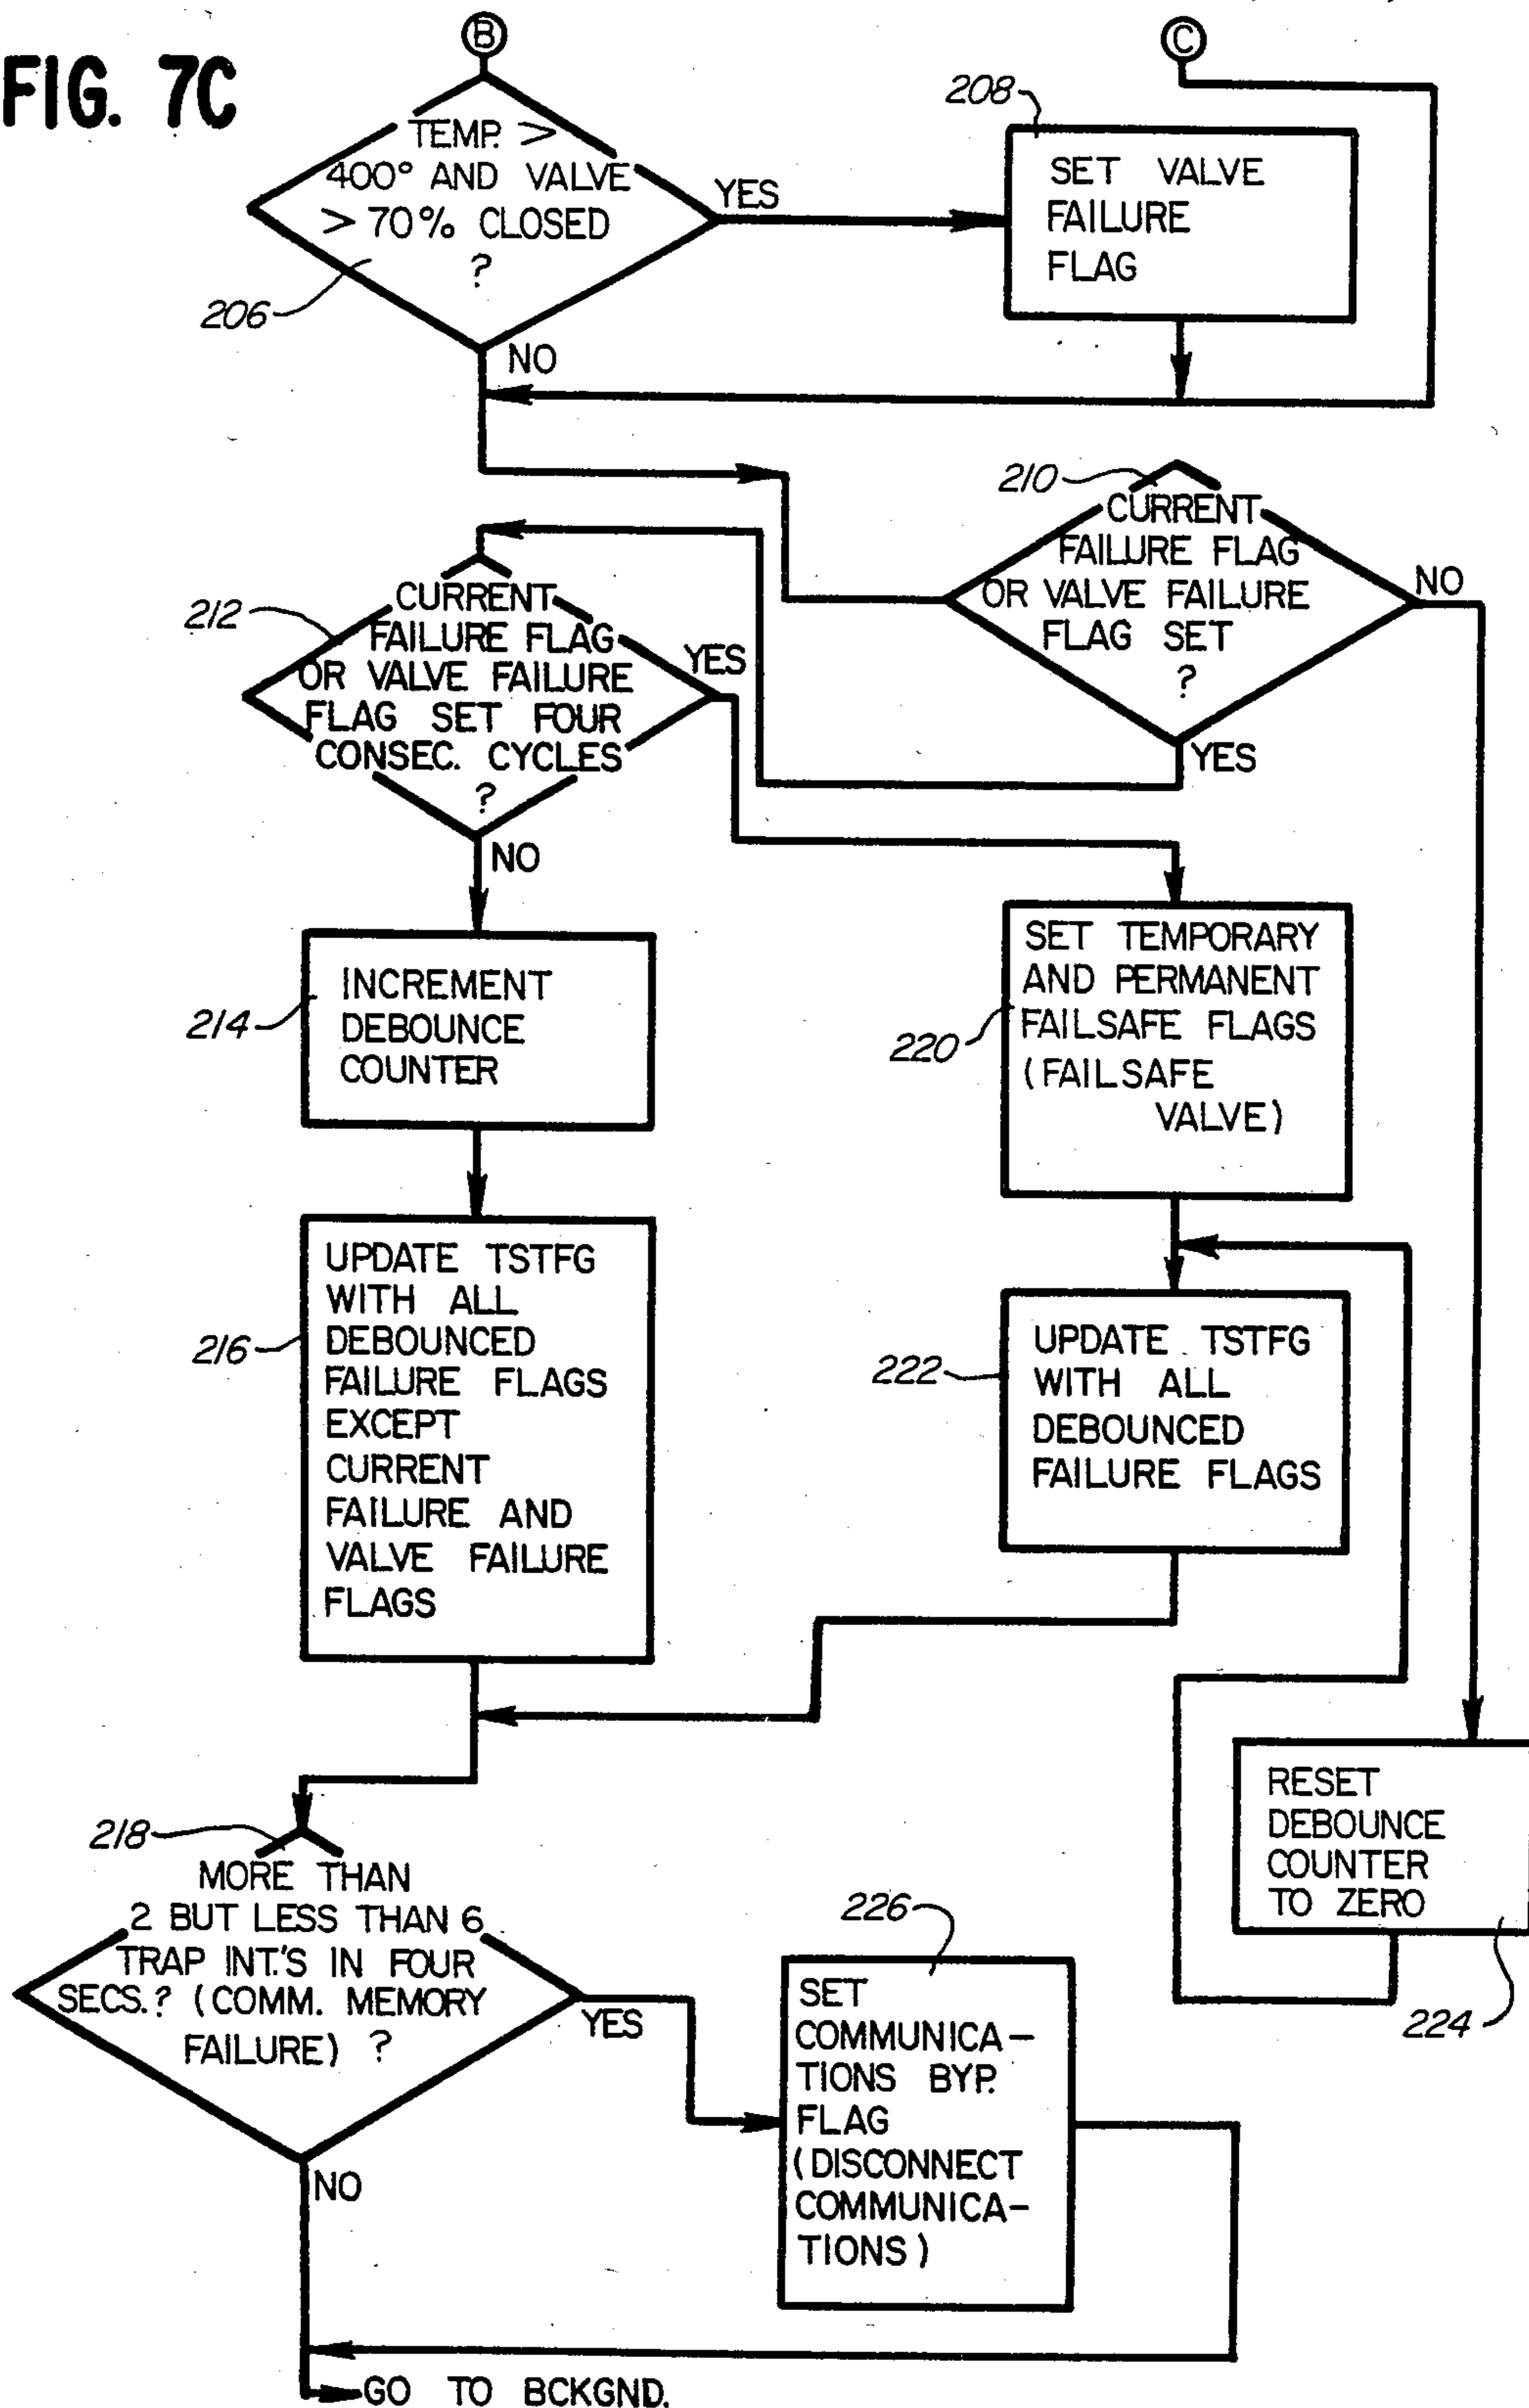 FIG. 7C
B
C
TEMP. >
400° AND VALVE
> 70% CLOSED
?
206
YES
NO
208
SET VALVE
FAILURE
FLAG
210
CURRENT
FAILURE FLAG
OR VALVE FAILURE
FLAG SET
?
NO
YES
212
CURRENT
FAILURE FLAG
OR VALVE FAILURE
FLAG SET FOUR
CONSEC. CYCLES
?
YES
NO
214
INCREMENT
DEBOUNCE
COUNTER
220
SET TEMPORARY
AND PERMANENT
FAILSAFE FLAGS
(FAILSAFE
VALVE)
216
UPDATE TSTFG
WITH ALL
DEBOUNCED
FAILURE FLAGS
EXCEPT
CURRENT
FAILURE AND
VALVE FAILURE
FLAGS
222
UPDATE TSTFG
WITH ALL
DEBOUNCED
FAILURE FLAGS
RESET
DEBOUNCE
COUNTER
TO ZERO
224
218
MORE THAN
2 BUT LESS THAN 6
TRAP INT.'S IN FOUR
SECS.? (COMM. MEMORY
FAILURE) ?
YES
NO
226
SET
COMMUNICA-
TIONS BYP.
FLAG
(DISCONNECT
COMMUNICA-
TIONS)
GO TO BCKGND.